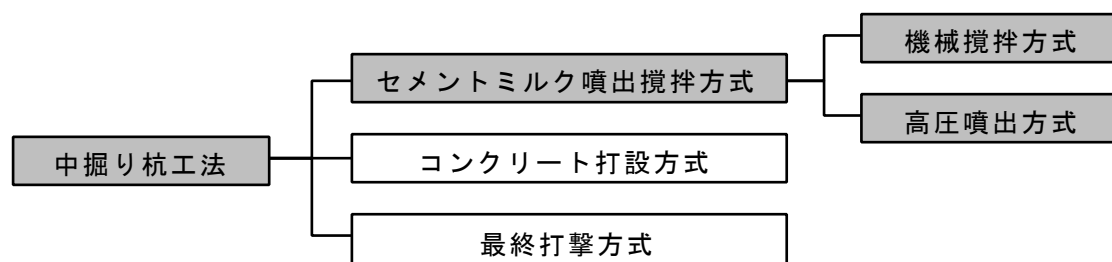 中掘り杭工法
セメントミルク噴出撹拌方式
機械撹拌方式
高圧噴出方式
コンクリート打設方式
最終打撃方式